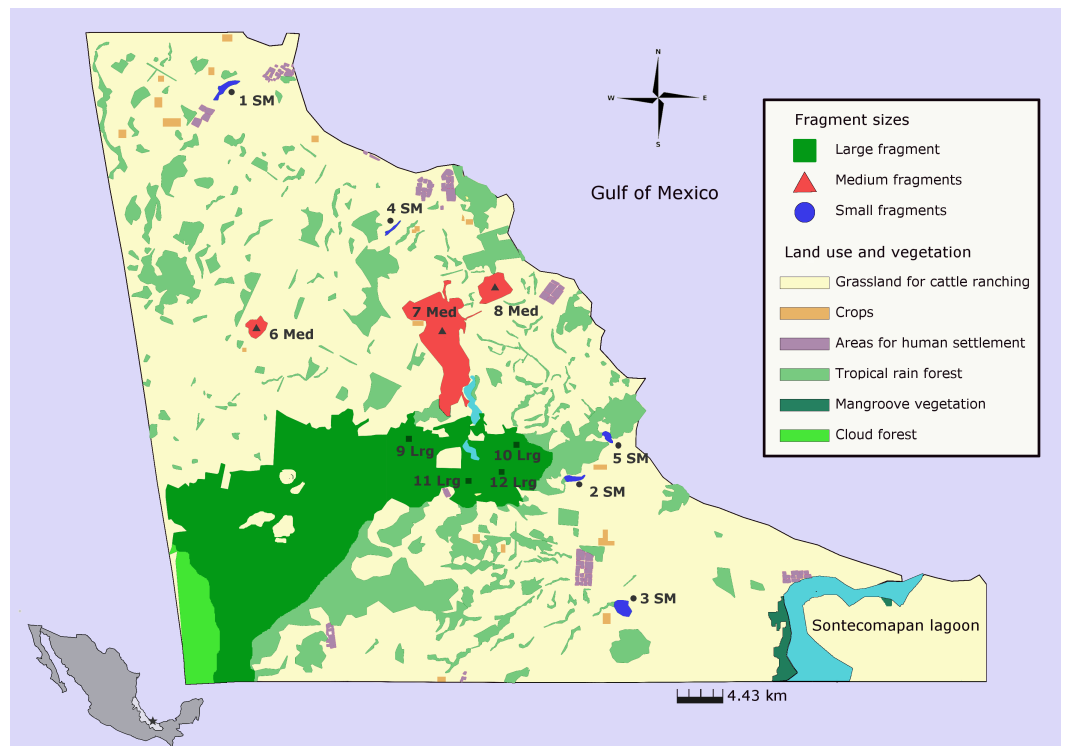 1 SM
N
W E
S
Gulf of Mexico
4 SM
7 Med
8 Med
6 Med
9 Lrg
10 Lrg
11 Lrg
12 Lrg
5 SM
2 SM
3 SM
Sontecomapan lagoon
4.43 km
Fragment sizes
Large fragment
Medium fragments
Small fragments
Land use and vegetation
Grassland for cattle ranching
Crops
Areas for human settlement
Tropical rain forest
Mangroove vegetation
Cloud forest